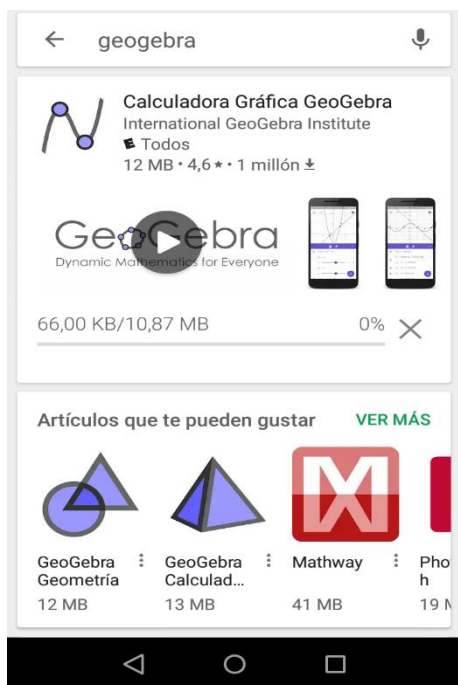 geogebra
Calculadora Gráfica GeoGebra
International GeoGebra Institute
E Todos
12 MB • 4,6 ★ • 1 millón
GeoGebra
Dynamic Mathematics for Everyone
66,00 KB/10,87 MB 0%
Artículos que te pueden gustar VER MÁS
GeoGebra Geometría
12 MB
GeoGebra Calculad...
13 MB
Mathway
41 MB
Pho
h
19 M